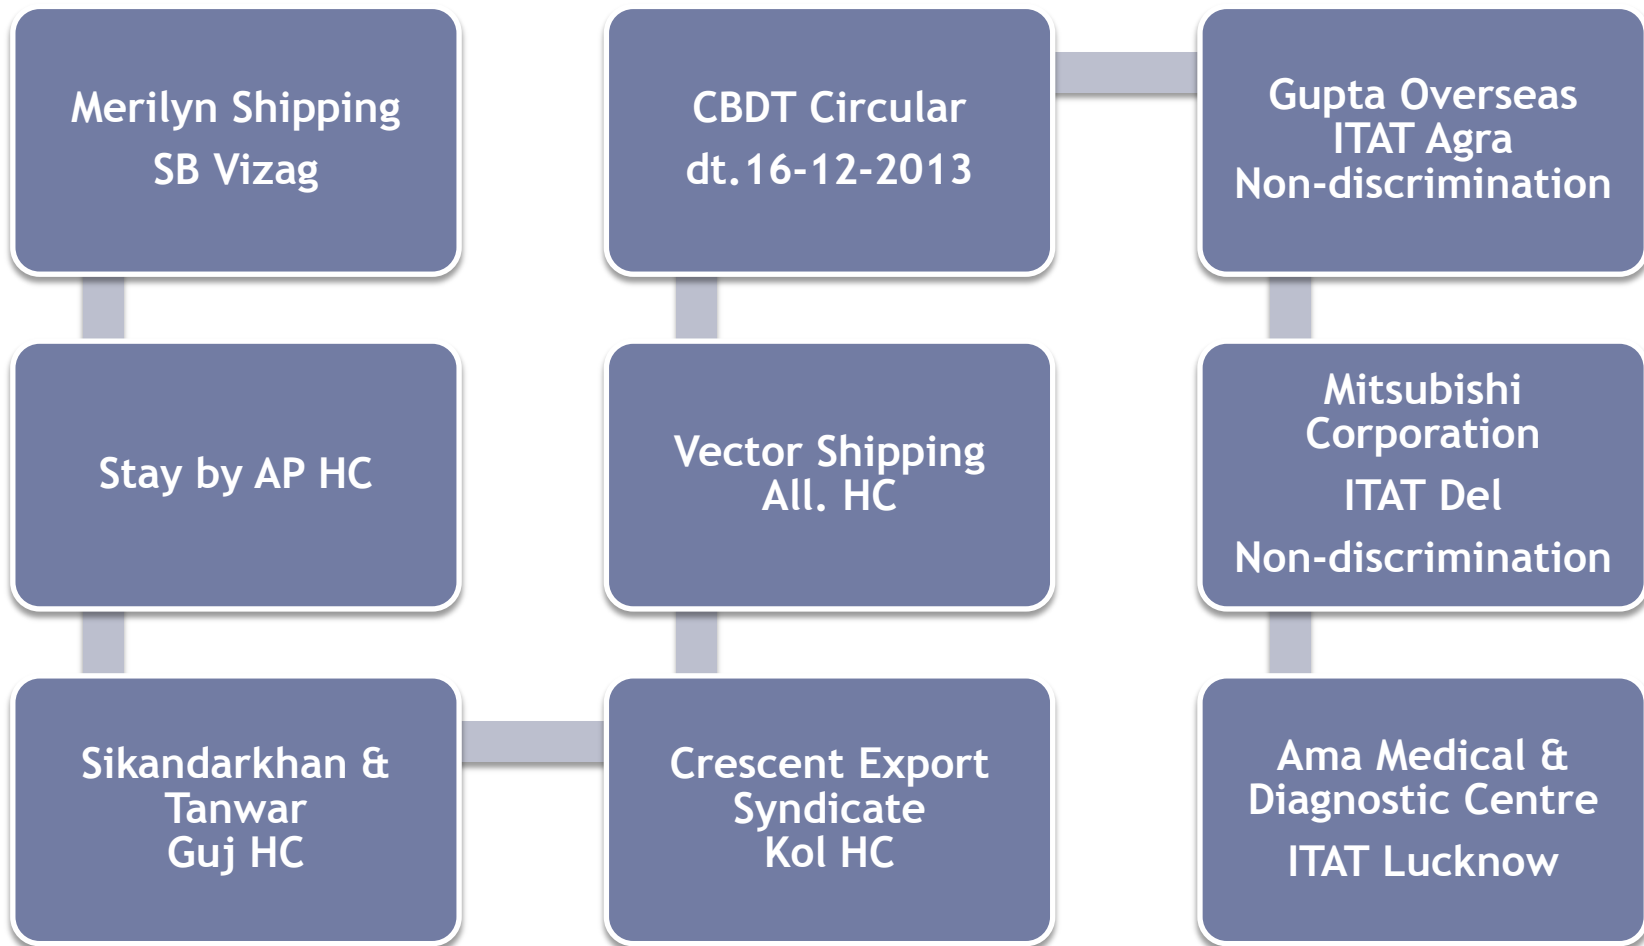 Merilyn Shipping
SB Vizag
Stay by AP HC
Sikandarkhan &
Tanwar
Guj HC
Crescent Export
Syndicate
Kol HC
Vector Shipping
All. HC
CBDT Circular
dt.16-12-2013
Gupta Overseas
ITAT Agra
Non-discrimination
Mitsubishi
Corporation
ITAT Del
Non-discrimination
Ama Medical &
Diagnostic Centre
ITAT Lucknow